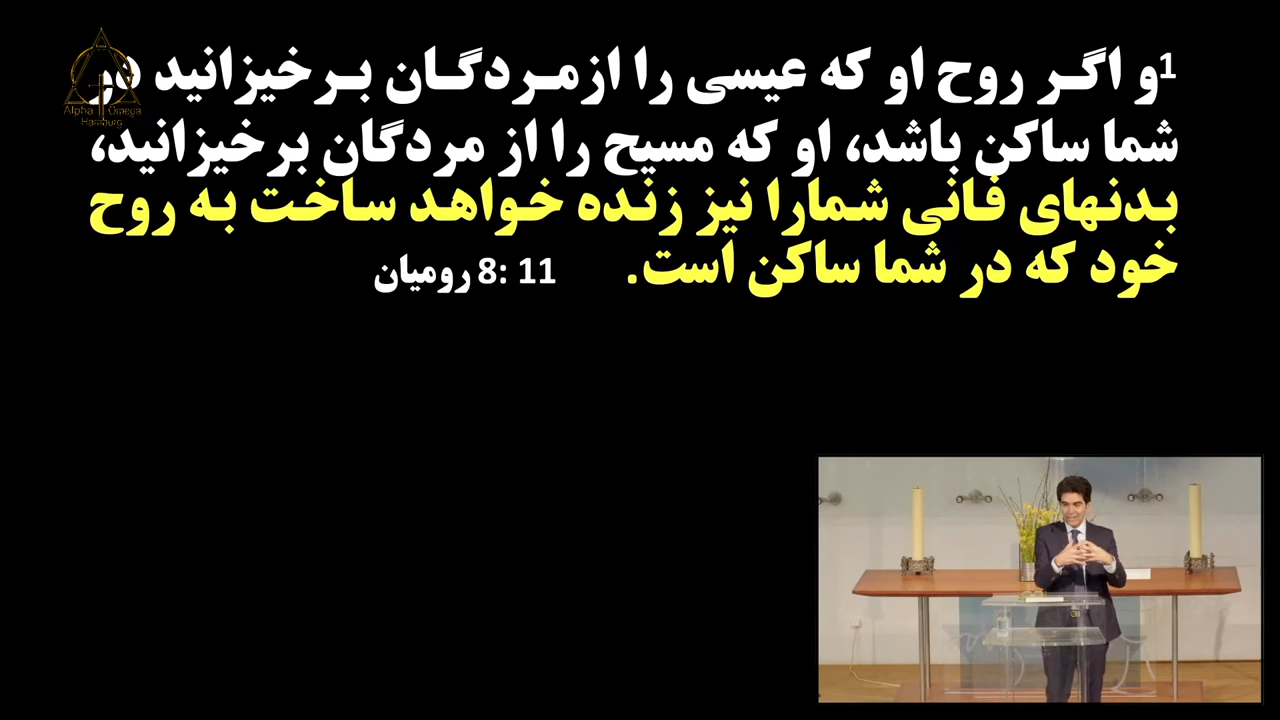 1و اگر روح او که عیسی را ازمردگان برخیزانید در
شما ساکن باشد، او که مسیح را از مردگان برخیزانید،
بدنهای فانی شمارا نیز زنده خواهد ساخت به روح
خود که در شما ساکن است.
8: 11 رومیان
Alpha Omega
Hamburg